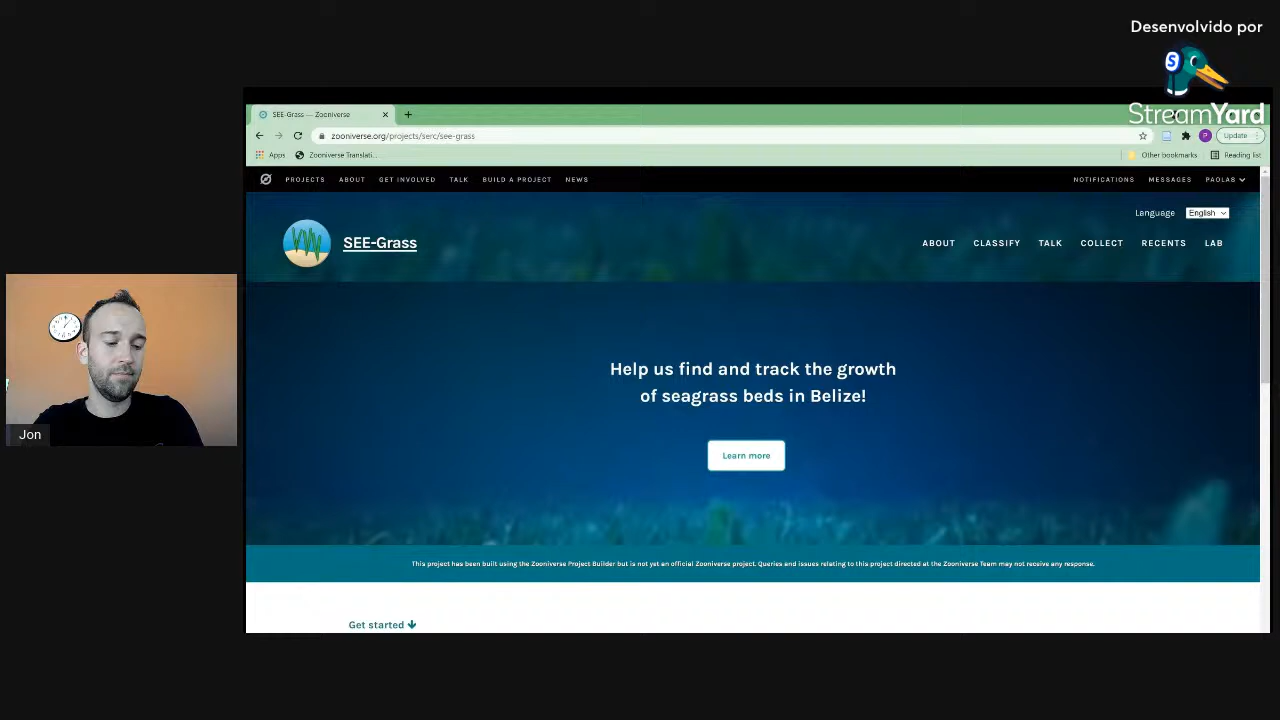 Desenvolvido por
StreamYard
SEE-Grass — Zooniverse
zooniverse.org/projects/serc/see-grass
Update
Apps
Zooniverse Translati...
Other bookmarks
Reading list
PROJECTS
ABOUT
GET INVOLVED
TALK
BUILD A PROJECT
NEWS
NOTIFICATIONS
MESSAGES
PAOLAS
Language
English
SEE-Grass
ABOUT
CLASSIFY
TALK
COLLECT
RECENTS
LAB
Help us find and track the growth
of seagrass beds in Belize!
Learn more
This project has been built using the Zooniverse Project Builder but is not yet an official Zooniverse project. Queries and issues relating to this project directed at the Zooniverse Team may not receive any response.
Get started
Jon